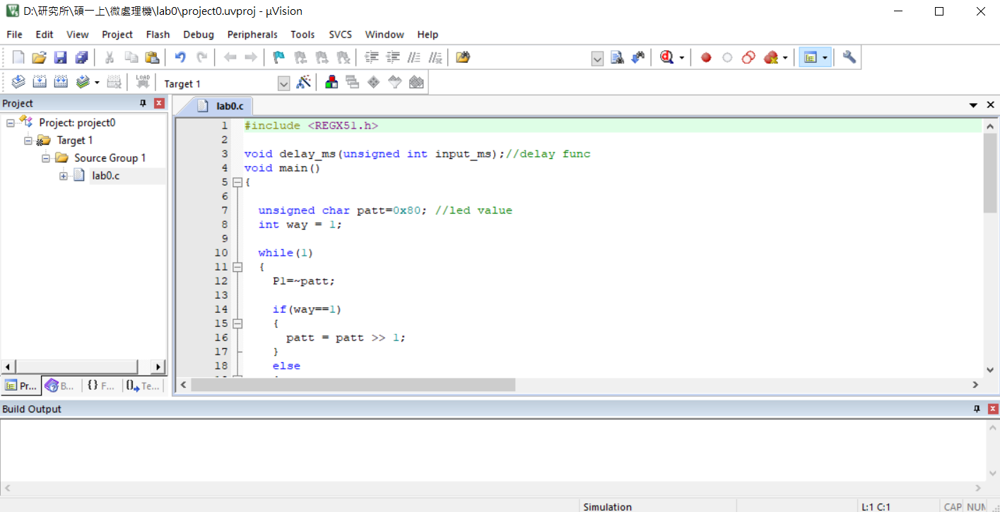 D:\研究所\碩一上\微處理機\lab0\project0.uvproj - µVision
File Edit View Project Flash Debug Peripherals Tools SVCS Window Help
LOAD Target 1
Project
lab0.c
Project: project0
Target 1
Source Group 1
lab0.c
1 #include <REGX51.h>
2
3 void delay_ms(unsigned int input_ms);//delay func
4 void main()
5 {
6
7 unsigned char patt=0x80; //led value
8 int way = 1;
9
10 while(1)
11 {
12 P1=~patt;
13
14 if(way==1)
15 {
16 patt = patt >> 1;
17 }
18 else
Pr... B... {} F... Te...
Build Output
Simulation L:1 C:1 CAP NUM